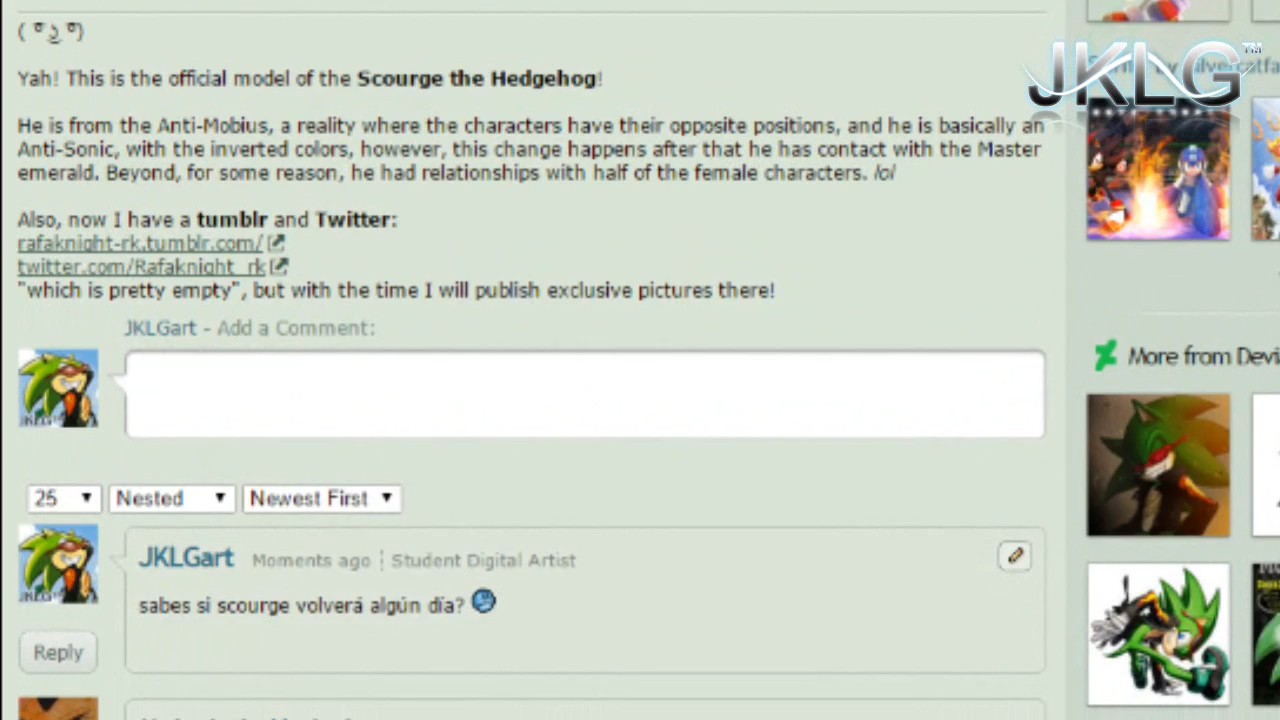 ( ͡° ͜ʖ ͡°)
Yah! This is the official model of the Scourge the Hedgehog!
He is from the Anti-Mobius, a reality where the characters have their opposite positions, and he is basically an
Anti-Sonic, with the inverted colors, however, this change happens after that he has contact with the Master
emerald. Beyond, for some reason, he had relationships with half of the female characters. lol
Also, now I have a tumblr and Twitter:
rafaknight-rk.tumblr.com/
twitter.com/Rafaknight_rk
"which is pretty empty", but with the time I will publish exclusive pictures there!
JKLGart - Add a Comment:
25 Nested Newest First
JKLGart Moments ago Student Digital Artist
sabes si scourge volverá algún día?
Reply
JKLG™
More from Devi